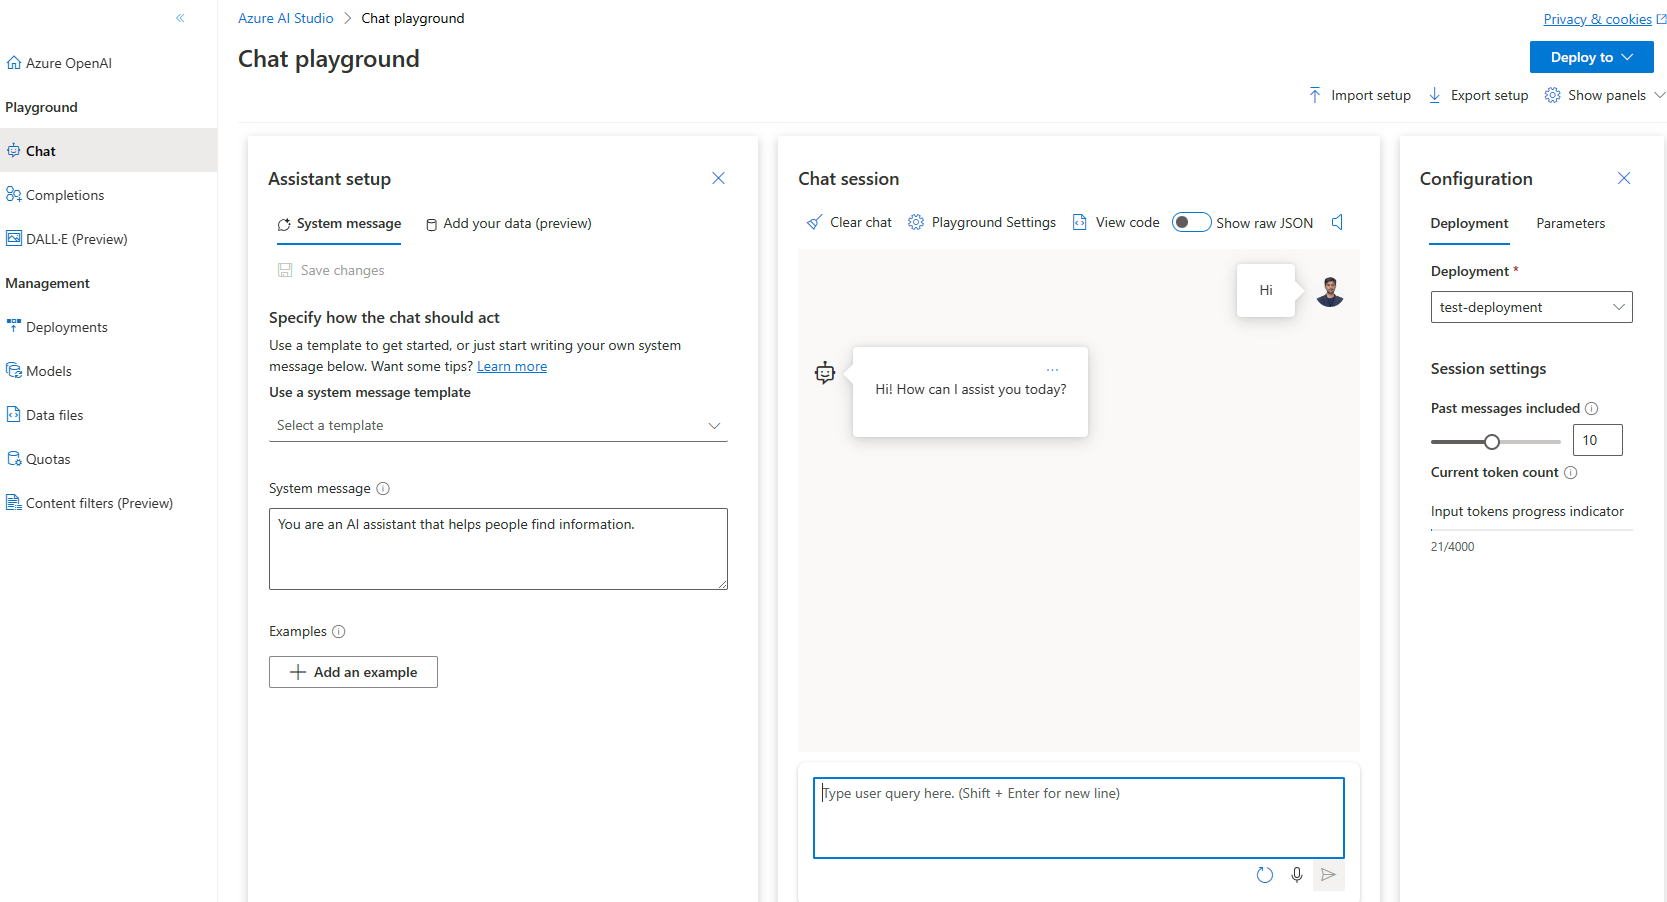 Azure AI Studio > Chat playground
Privacy & cookies
Chat playground
Deploy to
Import setup
Export setup
Show panels
Azure OpenAI
Playground
Chat
Completions
DALL·E (Preview)
Management
Deployments
Models
Data files
Quotas
Content filters (Preview)
Assistant setup
System message
Add your data (preview)
Save changes
Specify how the chat should act
Use a template to get started, or just start writing your own system
message below. Want some tips? Learn more
Use a system message template
Select a template
System message
You are an AI assistant that helps people find information.
Examples
Add an example
Chat session
Clear chat
Playground Settings
View code
Show raw JSON
Hi
...
Hi! How can I assist you today?
Type user query here. (Shift + Enter for new line)
Configuration
Deployment
Parameters
Deployment *
test-deployment
Session settings
Past messages included
10
Current token count
Input tokens progress indicator
21/4000